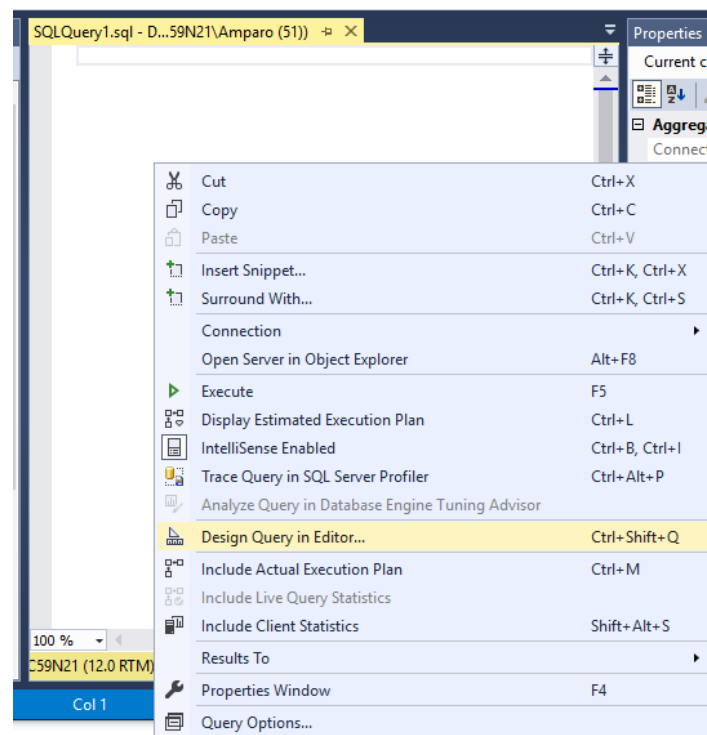 SQLQuery1.sql - D...59N21\Amparo (51))
Properties
Current c
Aggrega
Connect
Cut Ctrl+X
Copy Ctrl+C
Paste Ctrl+V
Insert Snippet... Ctrl+K, Ctrl+X
Surround With... Ctrl+K, Ctrl+S
Connection
Open Server in Object Explorer Alt+F8
Execute F5
Display Estimated Execution Plan Ctrl+L
IntelliSense Enabled Ctrl+B, Ctrl+I
Trace Query in SQL Server Profiler Ctrl+Alt+P
Analyze Query in Database Engine Tuning Advisor
Design Query in Editor... Ctrl+Shift+Q
Include Actual Execution Plan Ctrl+M
Include Live Query Statistics
Include Client Statistics Shift+Alt+S
Results To
Properties Window F4
Query Options...
100 %
C59N21 (12.0 RTM)
Col 1